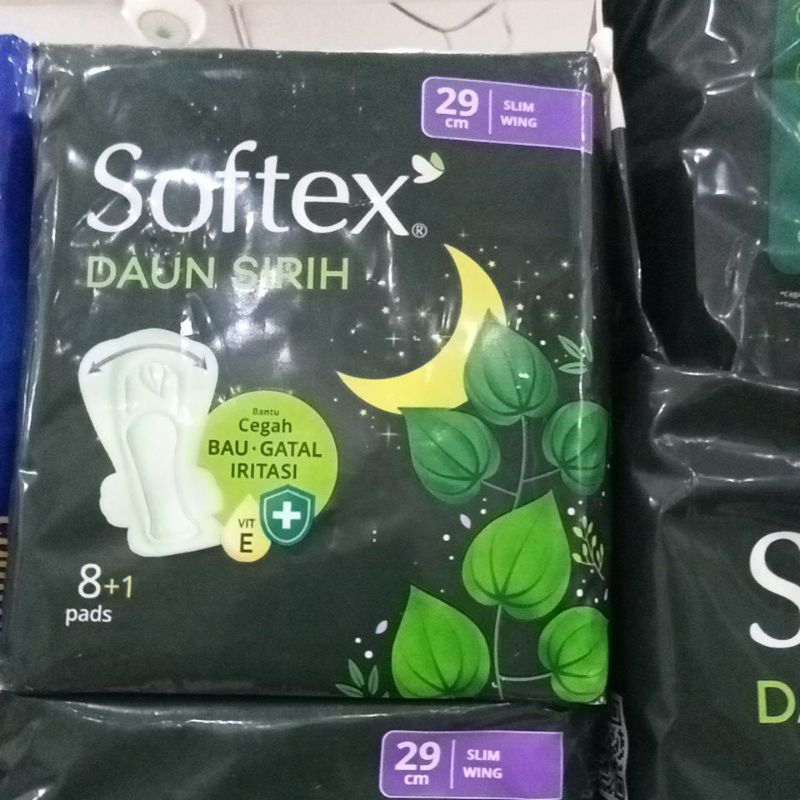 29 cm SLIM WING
Softex®
DAUN SIRIH
Bantu
Cegah
BAU·GATAL
IRITASI
VIT
E
8+1
pads
29 cm SLIM WING
S
DA